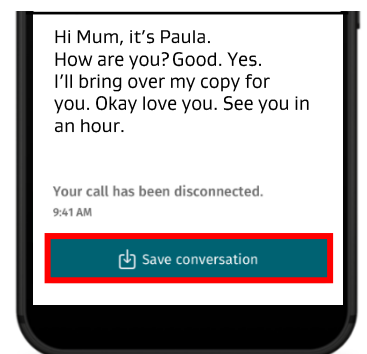 Hi Mum, it’s Paula.
How are you? Good. Yes.
I’ll bring over my copy for
you. Okay love you. See you in
an hour.
Your call has been disconnected.
9:41 AM
Save conversation